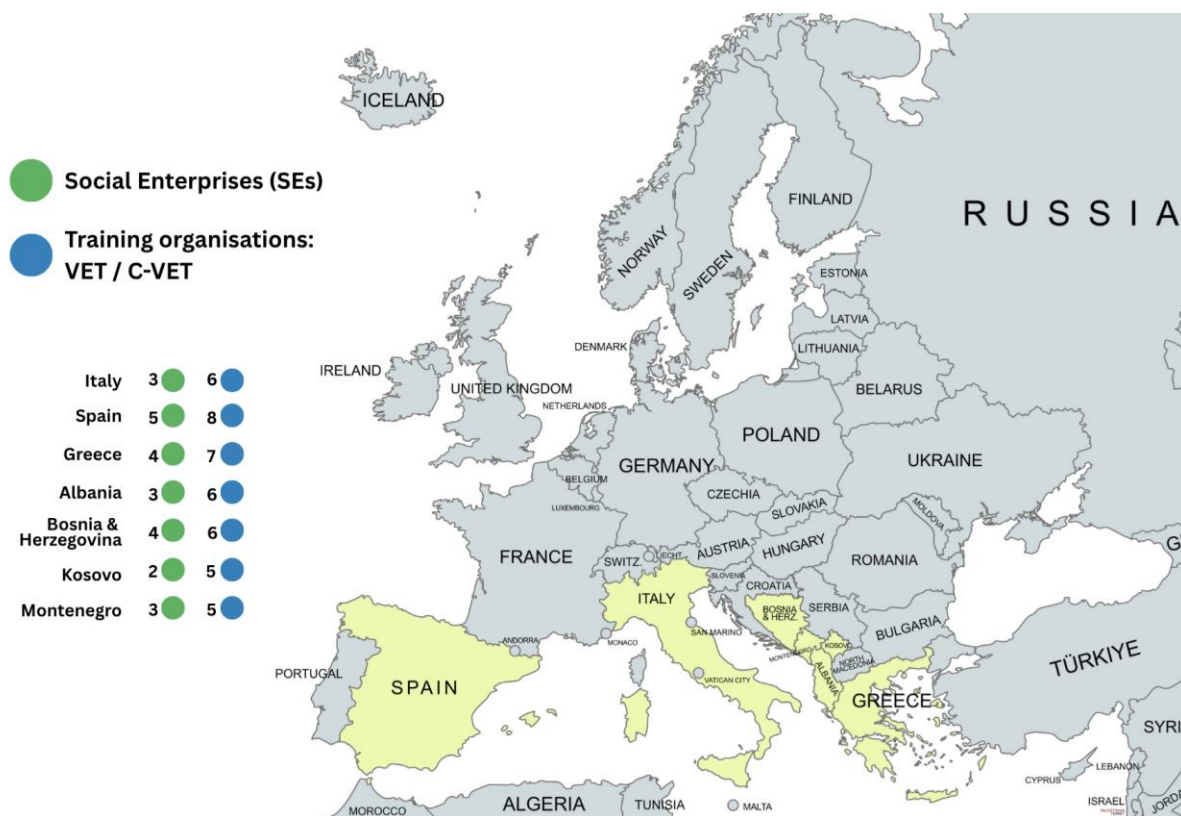 ICELAND
Social Enterprises (SEs)
Training organisations:
VET / C-VET
Italy 3 6
Spain 5 8
Greece 4 7
Albania 3 6
Bosnia &
Herzegovina 4 6
Kosovo 2 5
Montenegro 3 5
RUSSIA
FINLAND
NORWAY
SWEDEN
ESTONIA
LATVIA
LITHUANIA
DENMARK
IRELAND
UNITED KINGDOM
NETHERLANDS
BELARUS
POLAND
GERMANY
BELGIUM
LUXEMBOURG
UKRAINE
CZECHIA
SLOVAKIA
MOLDOVA
FRANCE
SWITZ.
LIECHT
AUSTRIA
HUNGARY
ROMANIA
G
SLOVENIA
CROATIA
ITALY
BOSNIA
& HERZ.
SERBIA
SAN MARINO
MONACO
ANDORRA
BULGARIA
MONTENEGRO
KOSOVO
NORTH
MACEDONIA
PORTUGAL
SPAIN
VATICAN CITY
ALBANIA
GREECE
TÜRKIYE
SYRI
CYPRUS
LEBANON
ISRAEL
JORDA
MOROCCO
ALGERIA
TUNISIA
MALTA